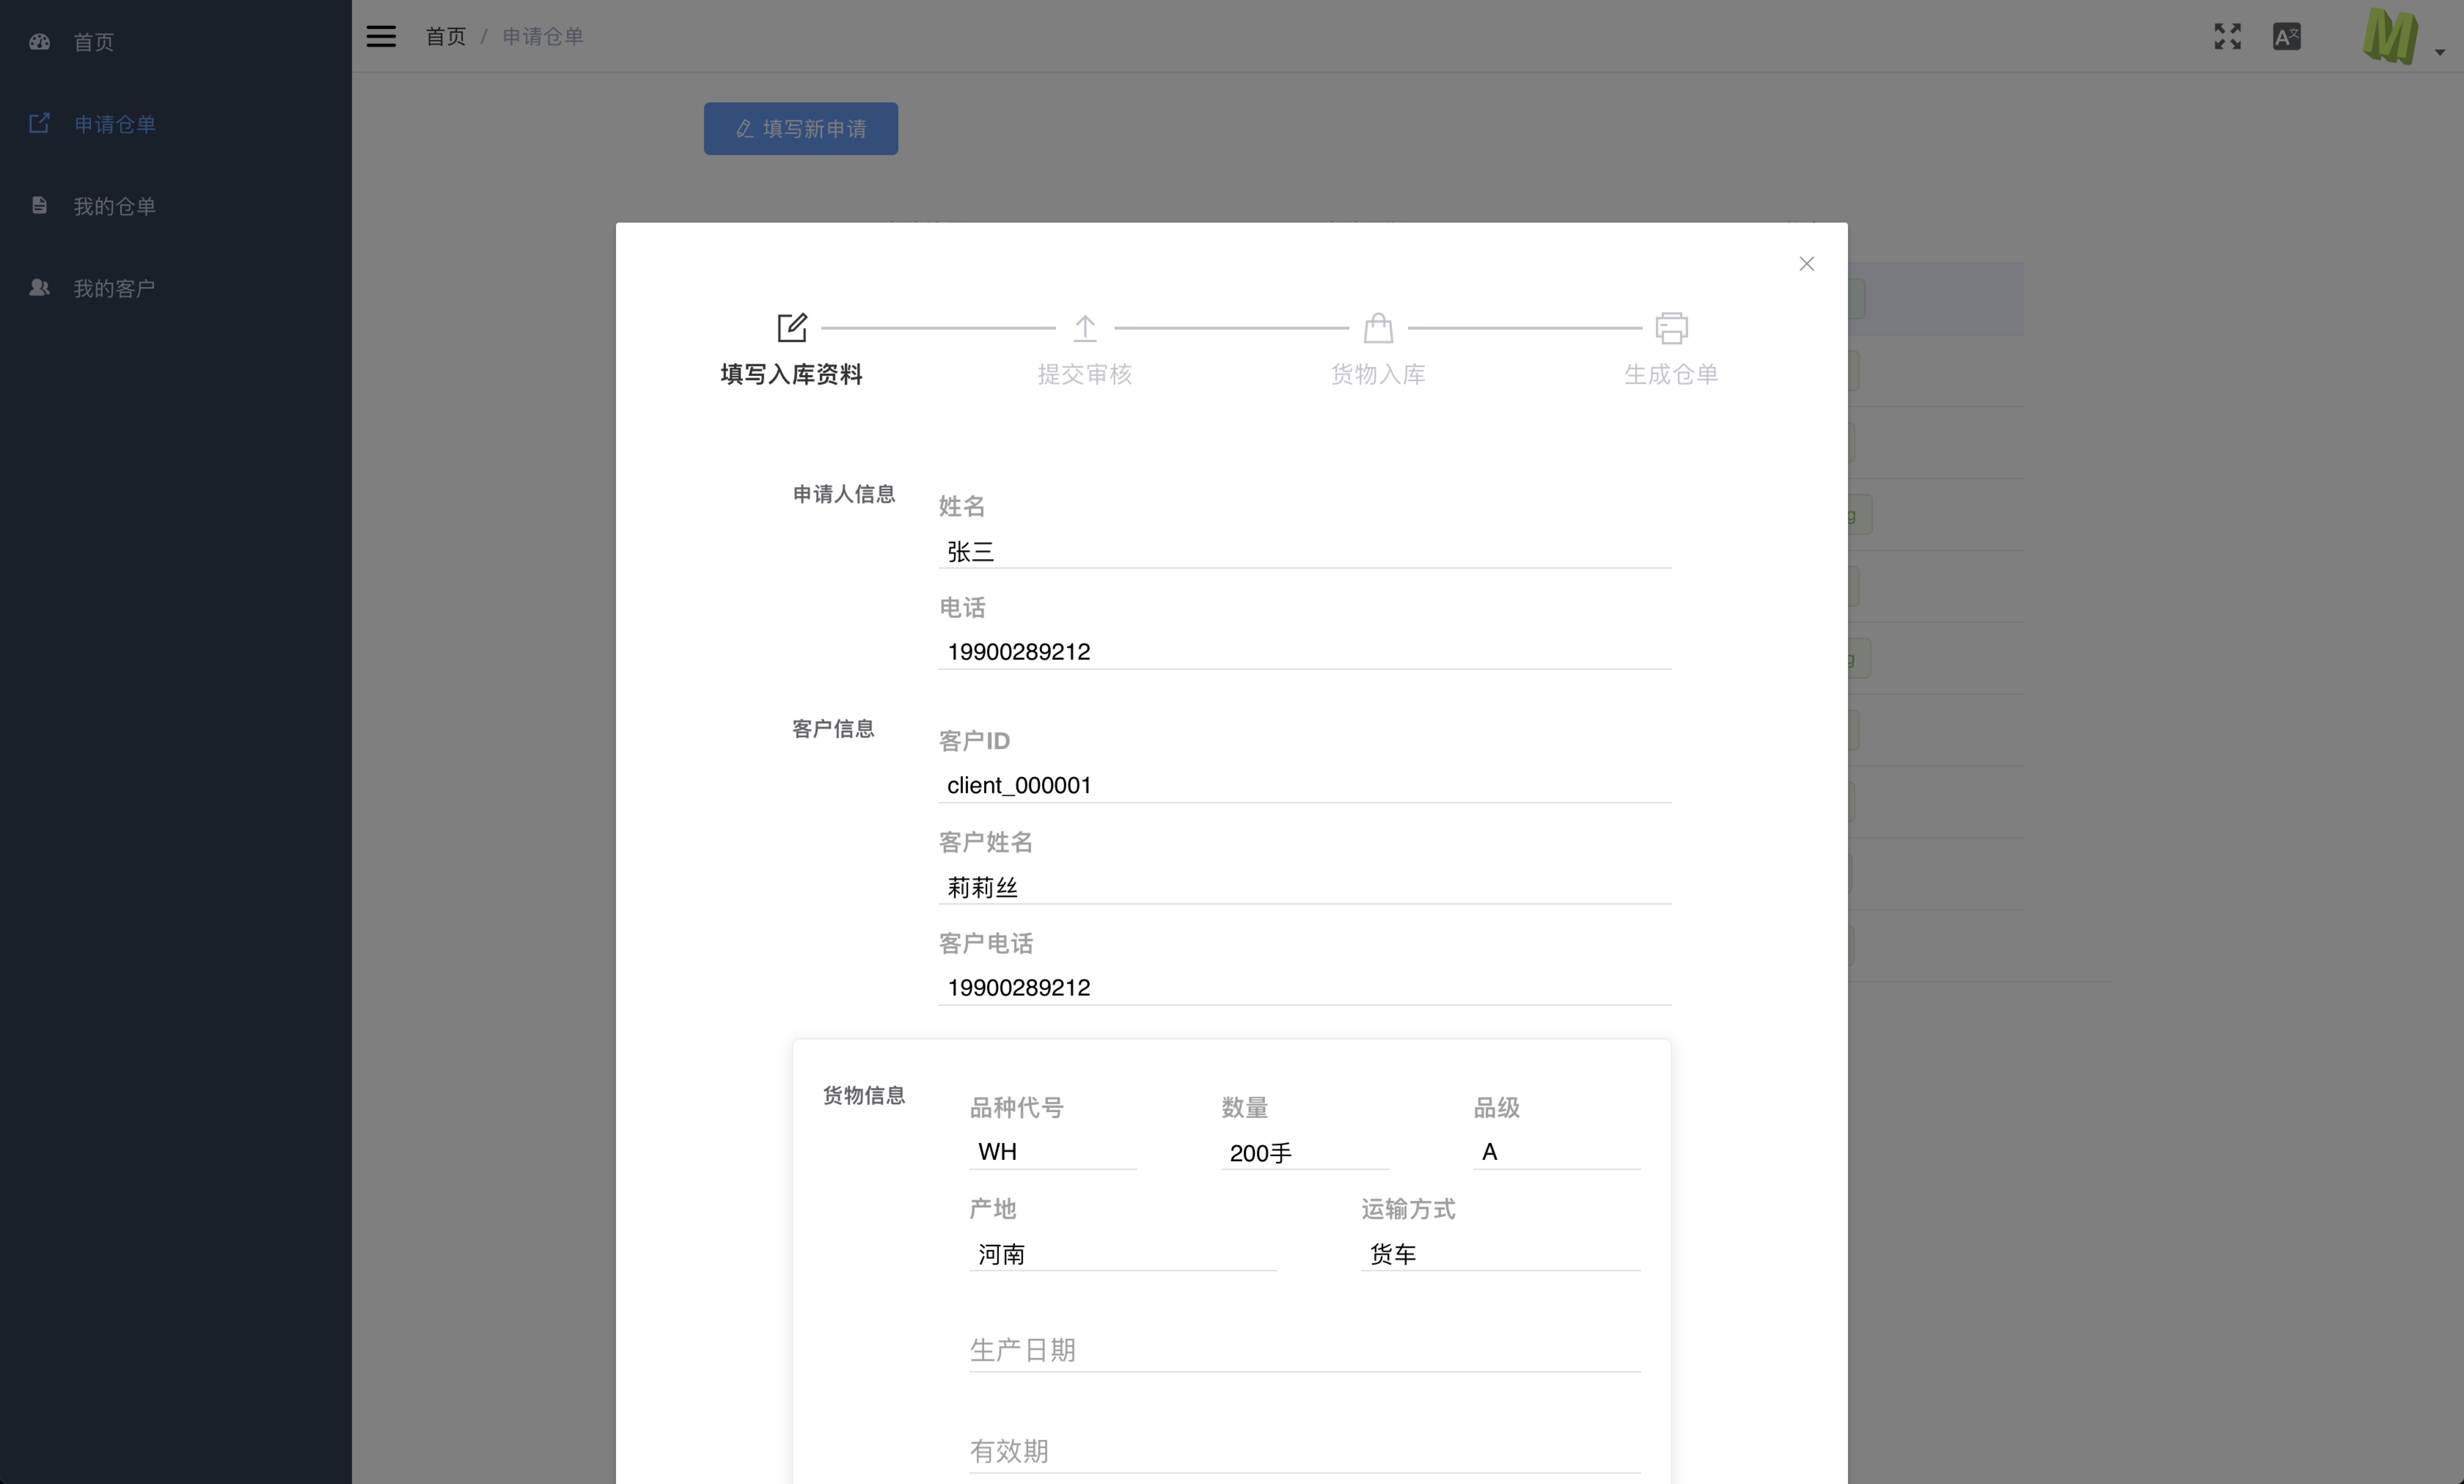 首页
申请仓单
我的仓单
我的客户
首页 / 申请仓单
填写新申请
填写入库资料 提交审核 货物入库 生成仓单
申请人信息
姓名
张三
电话
19900289212
客户信息
客户ID
client_000001
客户姓名
莉莉丝
客户电话
19900289212
货物信息
品种代号 数量 品级
WH 200手 A
产地 运输方式
河南 货车
生产日期
有效期